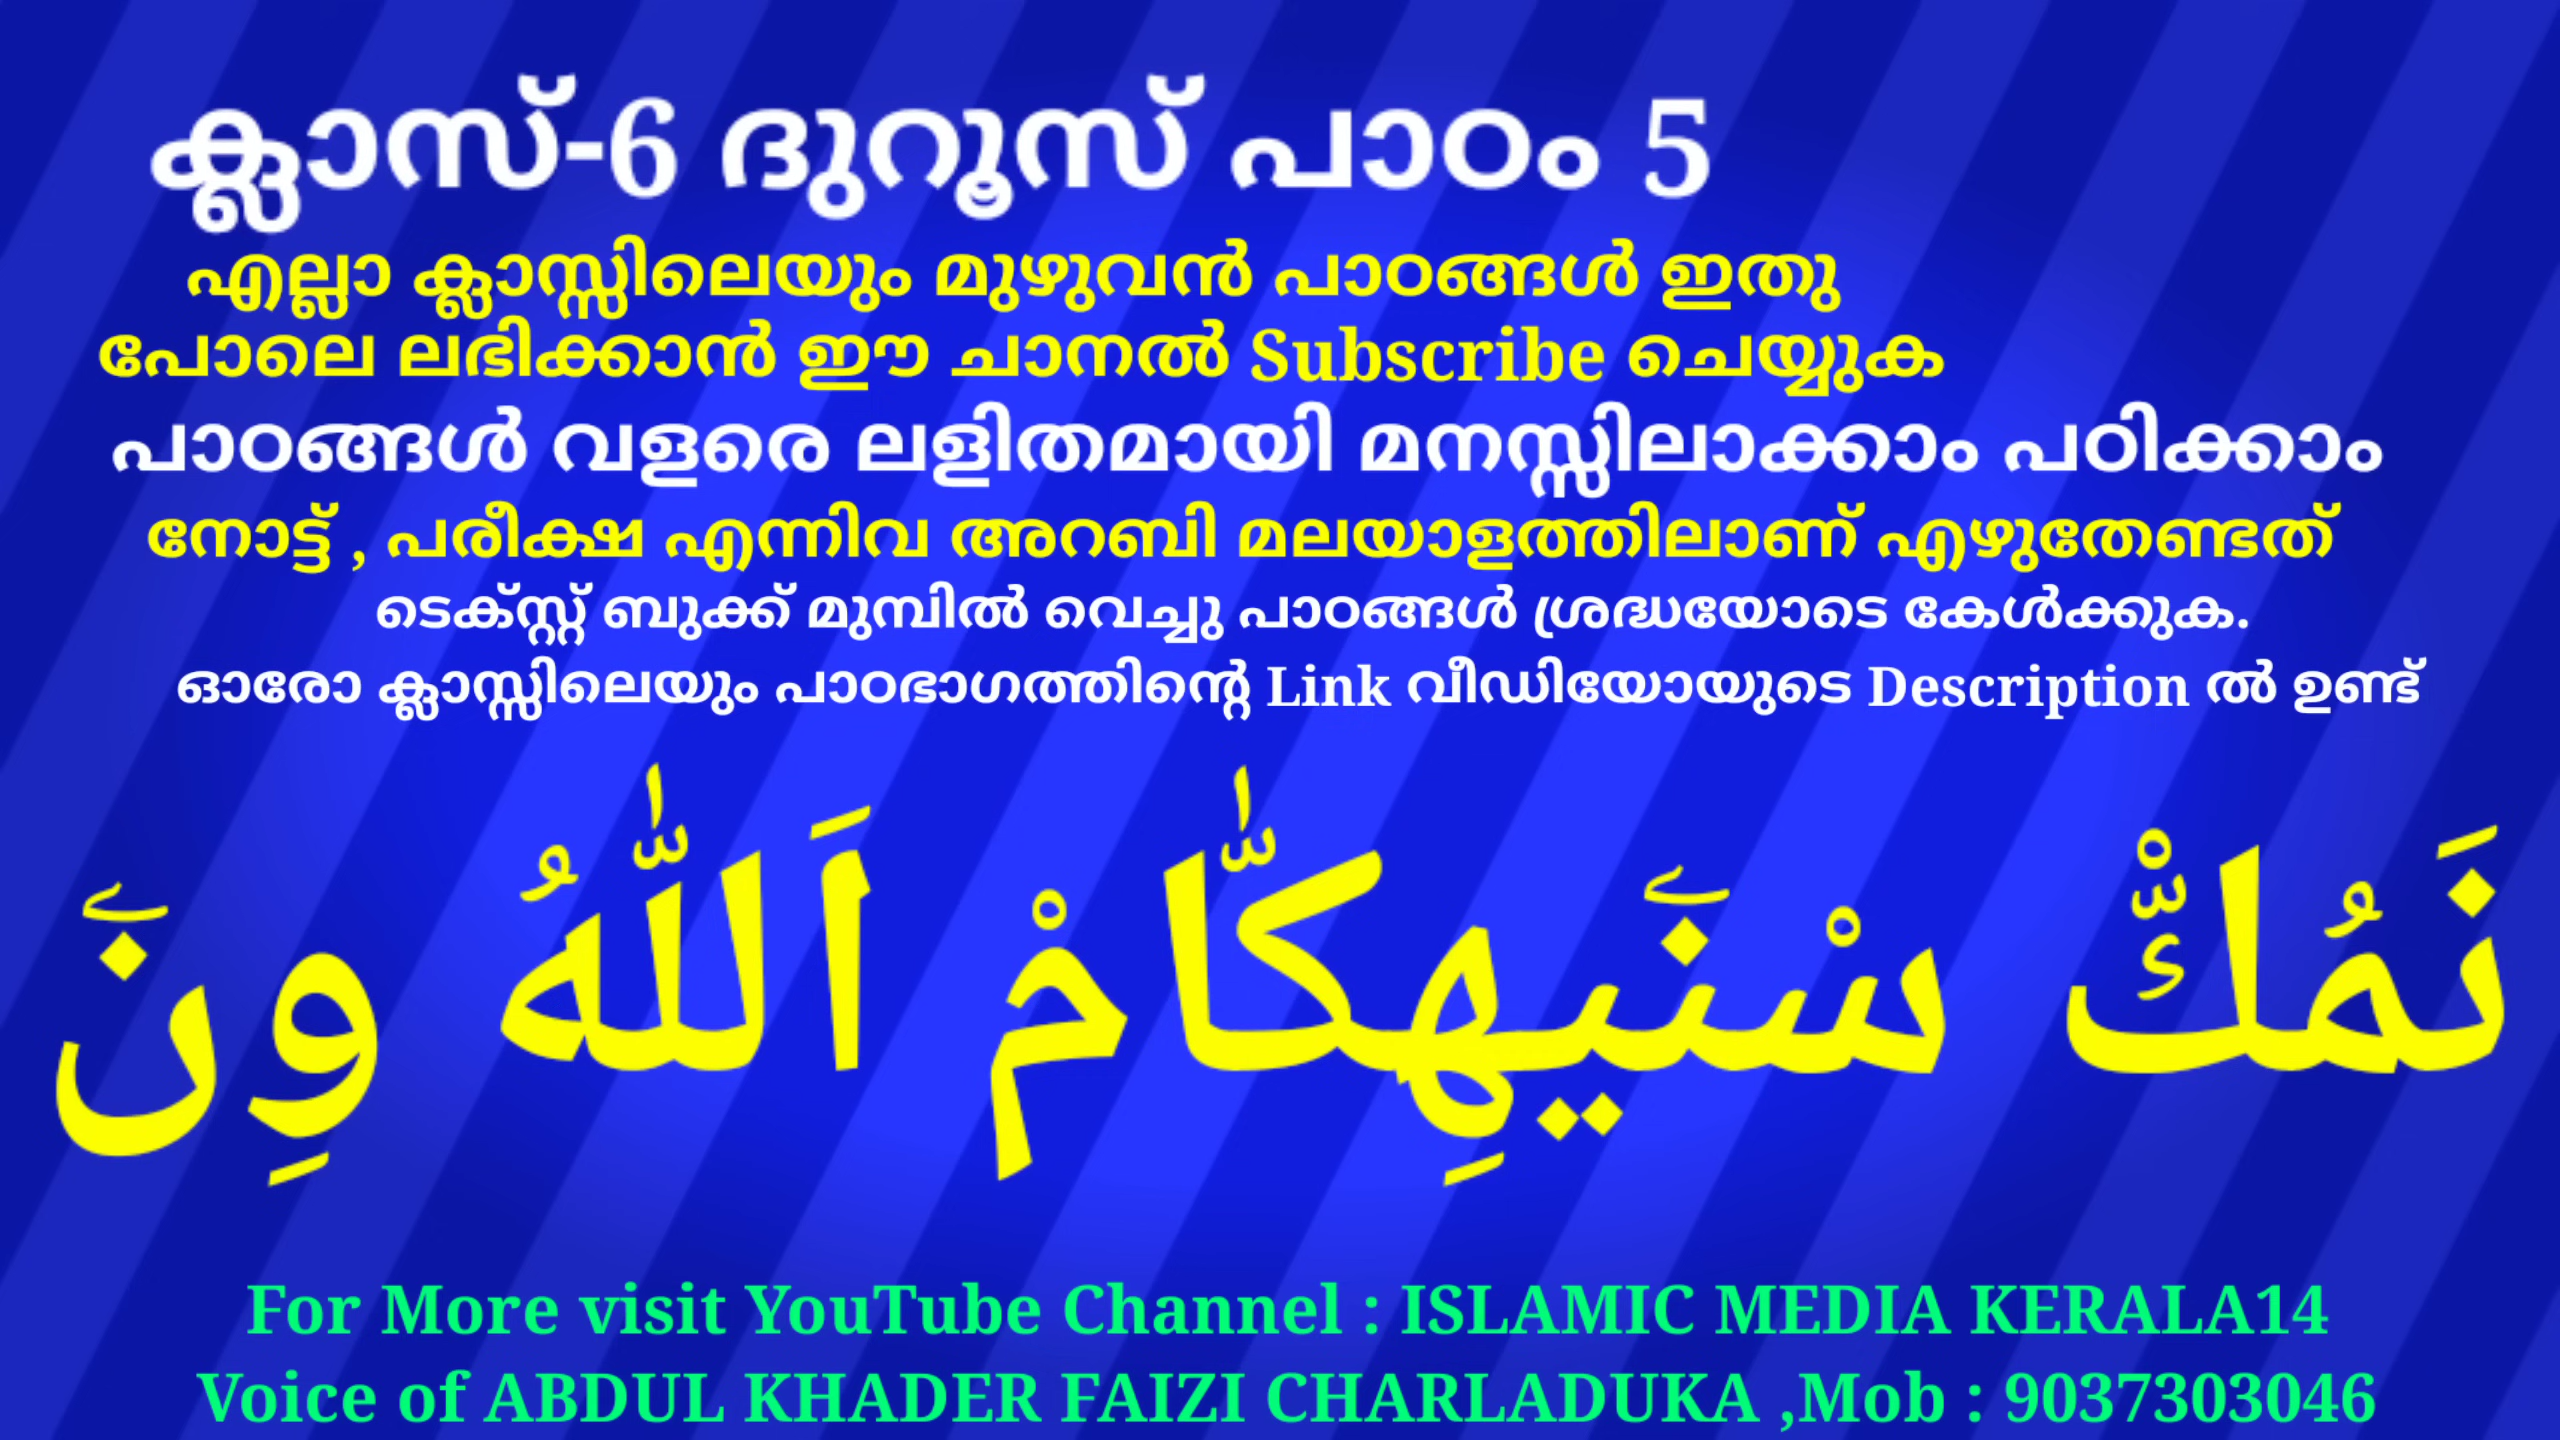 ക്ലാസ്-6 ദുറൂസ് പാഠം 5
എല്ലാ ക്ലാസ്സിലെയും മുഴുവൻ പാഠങ്ങൾ ഇതു
പോലെ ലഭിക്കാൻ ഈ ചാനൽ Subscribe ചെയ്യുക
പാഠങ്ങൾ വളരെ ലളിതമായി മനസ്സിലാക്കാം പഠിക്കാം
നോട്ട് , പരീക്ഷ എന്നിവ അറബി മലയാളത്തിലാണ് എഴുതേണ്ടത്
ടെക്സ്റ്റ് ബുക്ക് മുമ്പിൽ വെച്ചു പാഠങ്ങൾ ശ്രദ്ധയോടെ കേൾക്കുക.
ഓരോ ക്ലാസ്സിലെയും പാഠഭാഗത്തിന്റെ Link വീഡിയോയുടെ Description ൽ ഉണ്ട്
نَمُكّْ سْنٛيهِكّٰامْ اَللّٰهُ وِنٛ
For More visit YouTube Channel : ISLAMIC MEDIA KERALA14
Voice of ABDUL KHADER FAIZI CHARLADUKA ,Mob : 9037303046